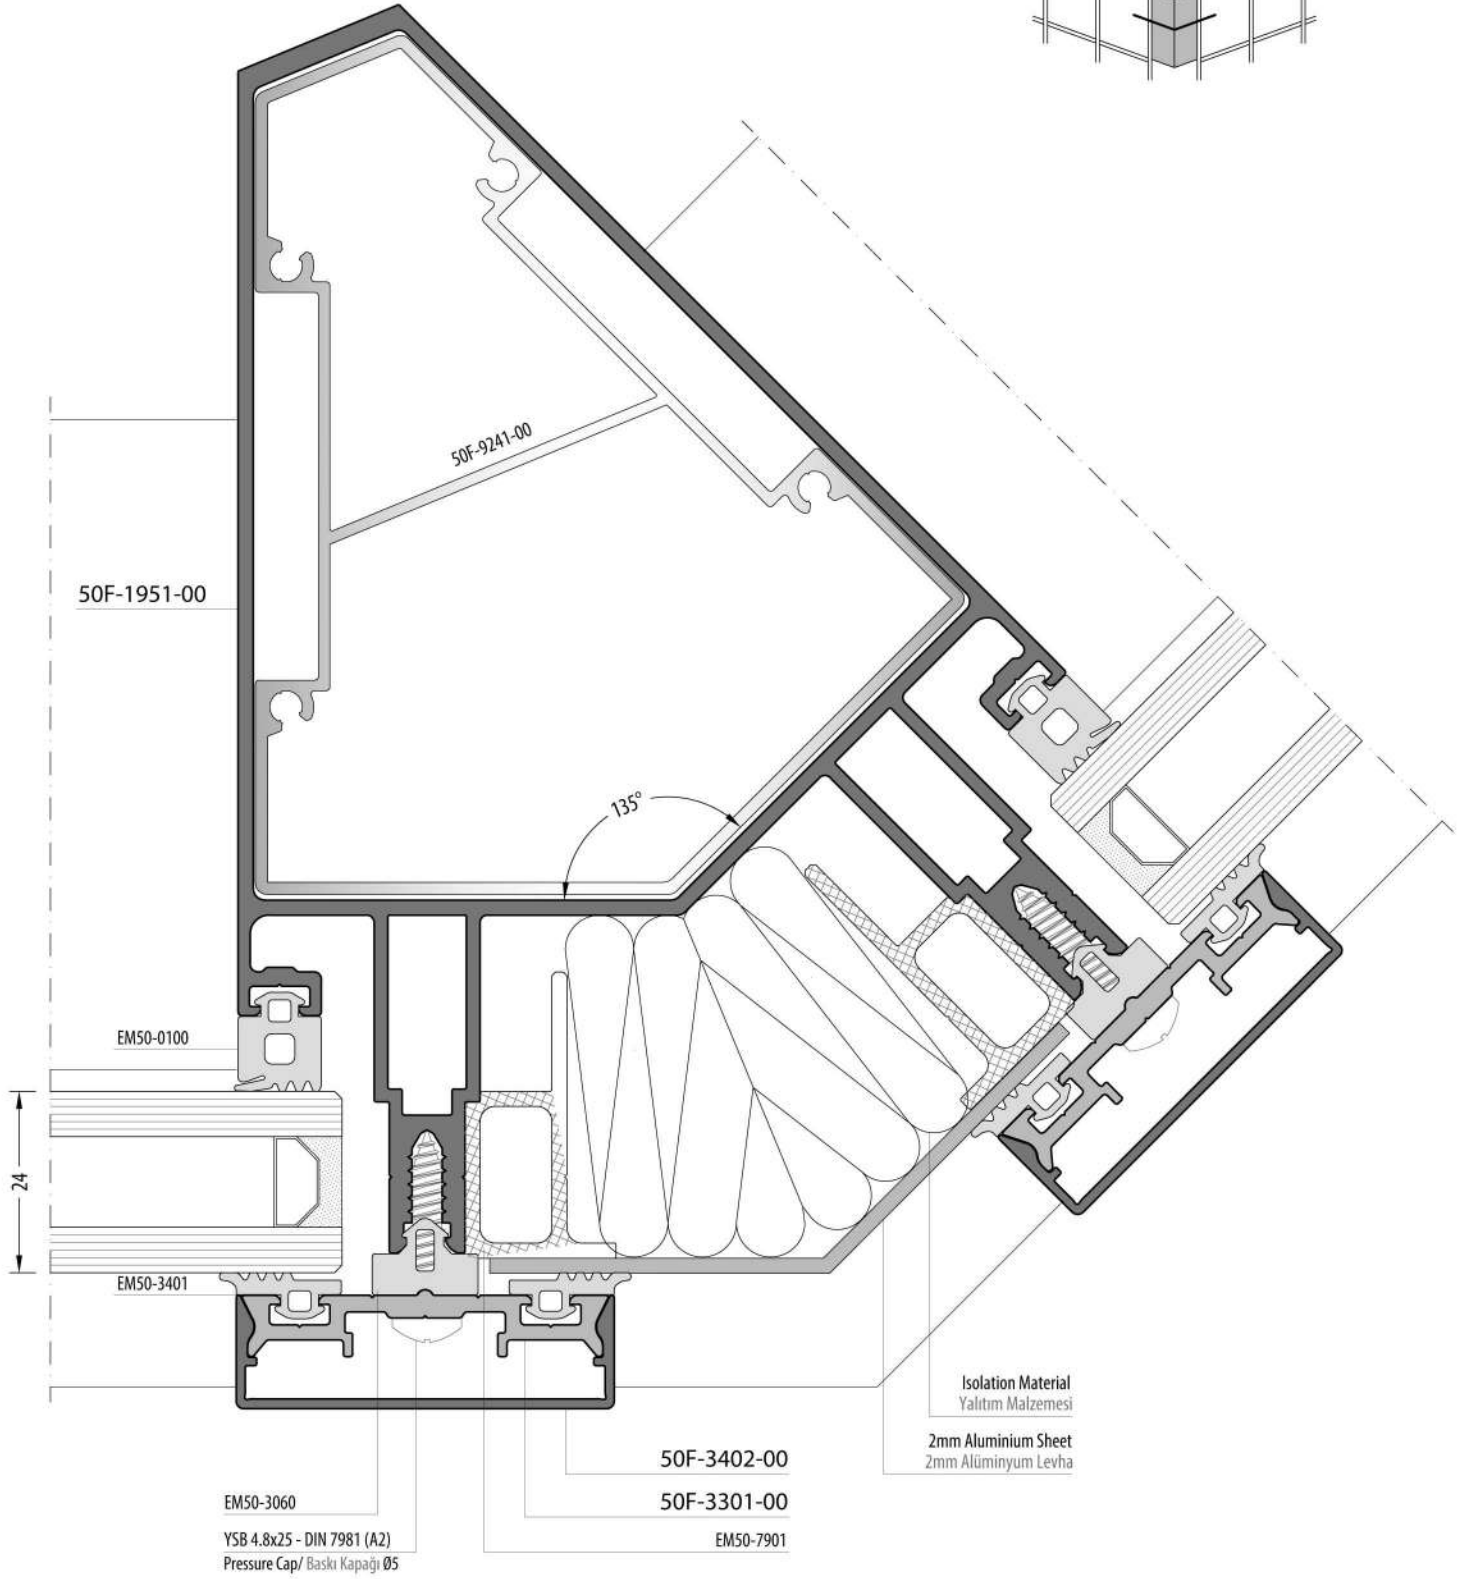 50F-9241-00
50F-1951-00
135°
EM50-0100
24
EM50-3401
Isolation Material
Yalıtım Malzemesi
2mm Aluminium Sheet
2mm Alüminyum Levha
50F-3402-00
EM50-3060
50F-3301-00
YSB 4.8x25 - DIN 7981 (A2)
EM50-7901
Pressure Cap/ Baskı Kapağı Ø5